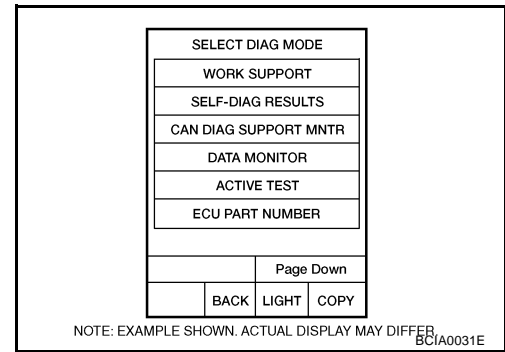 SELECT DIAG MODE
WORK SUPPORT
SELF-DIAG RESULTS
CAN DIAG SUPPORT MNTR
DATA MONITOR
ACTIVE TEST
ECU PART NUMBER
Page Down
BACK LIGHT COPY
NOTE: EXAMPLE SHOWN. ACTUAL DISPLAY MAY DIFFER.
BCIA0031E